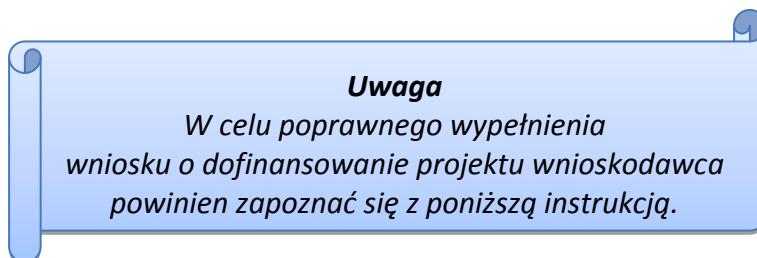 Uwaga
W celu poprawnego wypełnienia
wniosku o dofinansowanie projektu wnioskodawca
powinien zapoznać się z poniższą instrukcją.